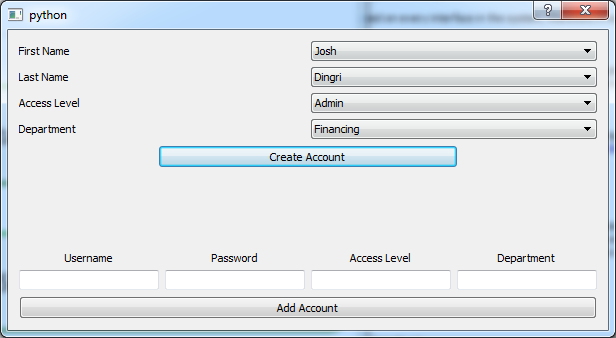 python
First Name Josh
Last Name Dingri
Access Level Admin
Department Financing
Create Account
Username Password Access Level Department
Add Account